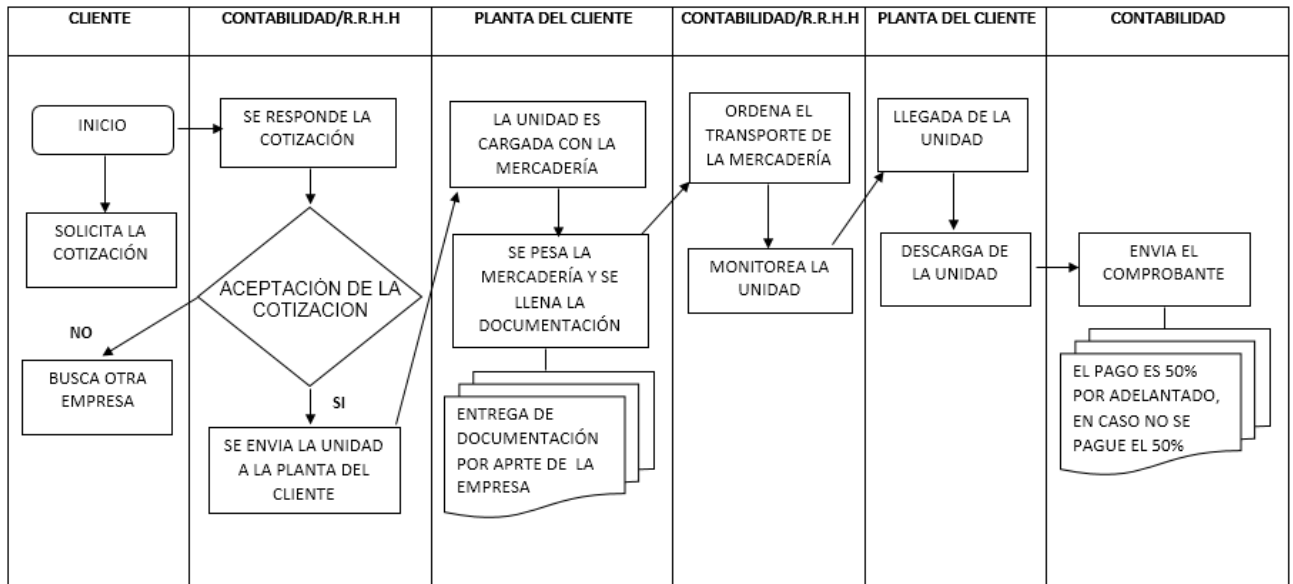 CLIENTE
CONTABILIDAD/R.R.H.H
PLANTA DEL CLIENTE
CONTABILIDAD/R.R.H.H
PLANTA DEL CLIENTE
CONTABILIDAD
INICIO
SOLICITA LA
COTIZACIÓN
NO
BUSCA OTRA
EMPRESA
SE RESPONDE LA
COTIZACIÓN
ACEPTACIÓN DE LA
COTIZACION
SI
SE ENVIA LA UNIDAD
A LA PLANTA DEL
CLIENTE
LA UNIDAD ES
CARGADA CON LA
MERCADERÍA
SE PESA LA
MERCADERÍA Y SE
LLENA LA
DOCUMENTACIÓN
ENTREGA DE
DOCUMENTACIÓN
POR APRTE DE LA
EMPRESA
ORDENA EL
TRANSPORTE DE
LA MERCADERÍA
MONITOREA LA
UNIDAD
LLEGADA DE LA
UNIDAD
DESCARGA DE
LA UNIDAD
ENVIA EL
COMPROBANTE
EL PAGO ES 50%
POR ADELANTADO,
EN CASO NO SE
PAGUE EL 50%